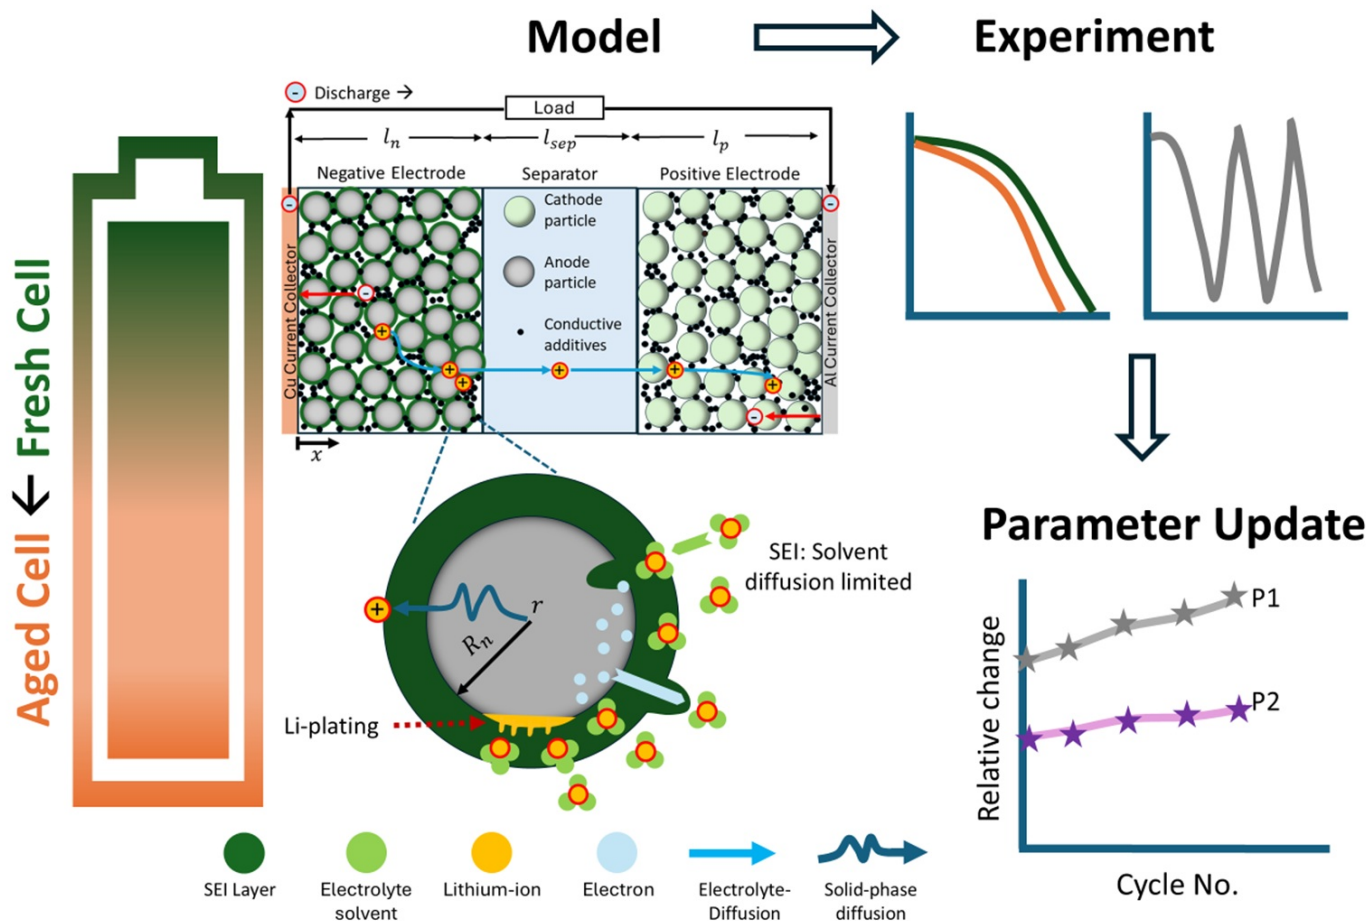 Model
Experiment
Discharge →
Load
l_n
l_sep
l_p
Negative Electrode
Separator
Positive Electrode
Cathode
particle
Anode
particle
Conductive
additives
Cu Current Collector
Al Current Collector
x
Aged Cell ← Fresh Cell
SEI: Solvent
diffusion limited
r
R_n
Li-plating
Parameter Update
P1
P2
Relative change
Cycle No.
SEI Layer
Electrolyte
solvent
Lithium-ion
Electron
Electrolyte-
Diffusion
Solid-phase
diffusion